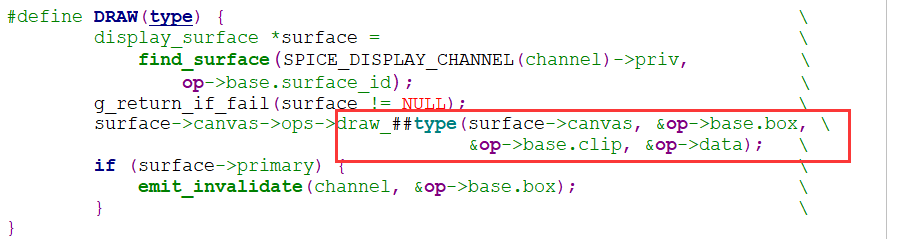 #define DRAW(type) { \
display_surface *surface = \
find_surface(SPICE_DISPLAY_CHANNEL(channel)->priv, \
op->base.surface_id); \
g_return_if_fail(surface != NULL); \
surface->canvas->ops->draw_##type(surface->canvas, &op->base.box, \
&op->base.clip, &op->data); \
if (surface->primary) { \
emit_invalidate(channel, &op->base.box); \
} \
}